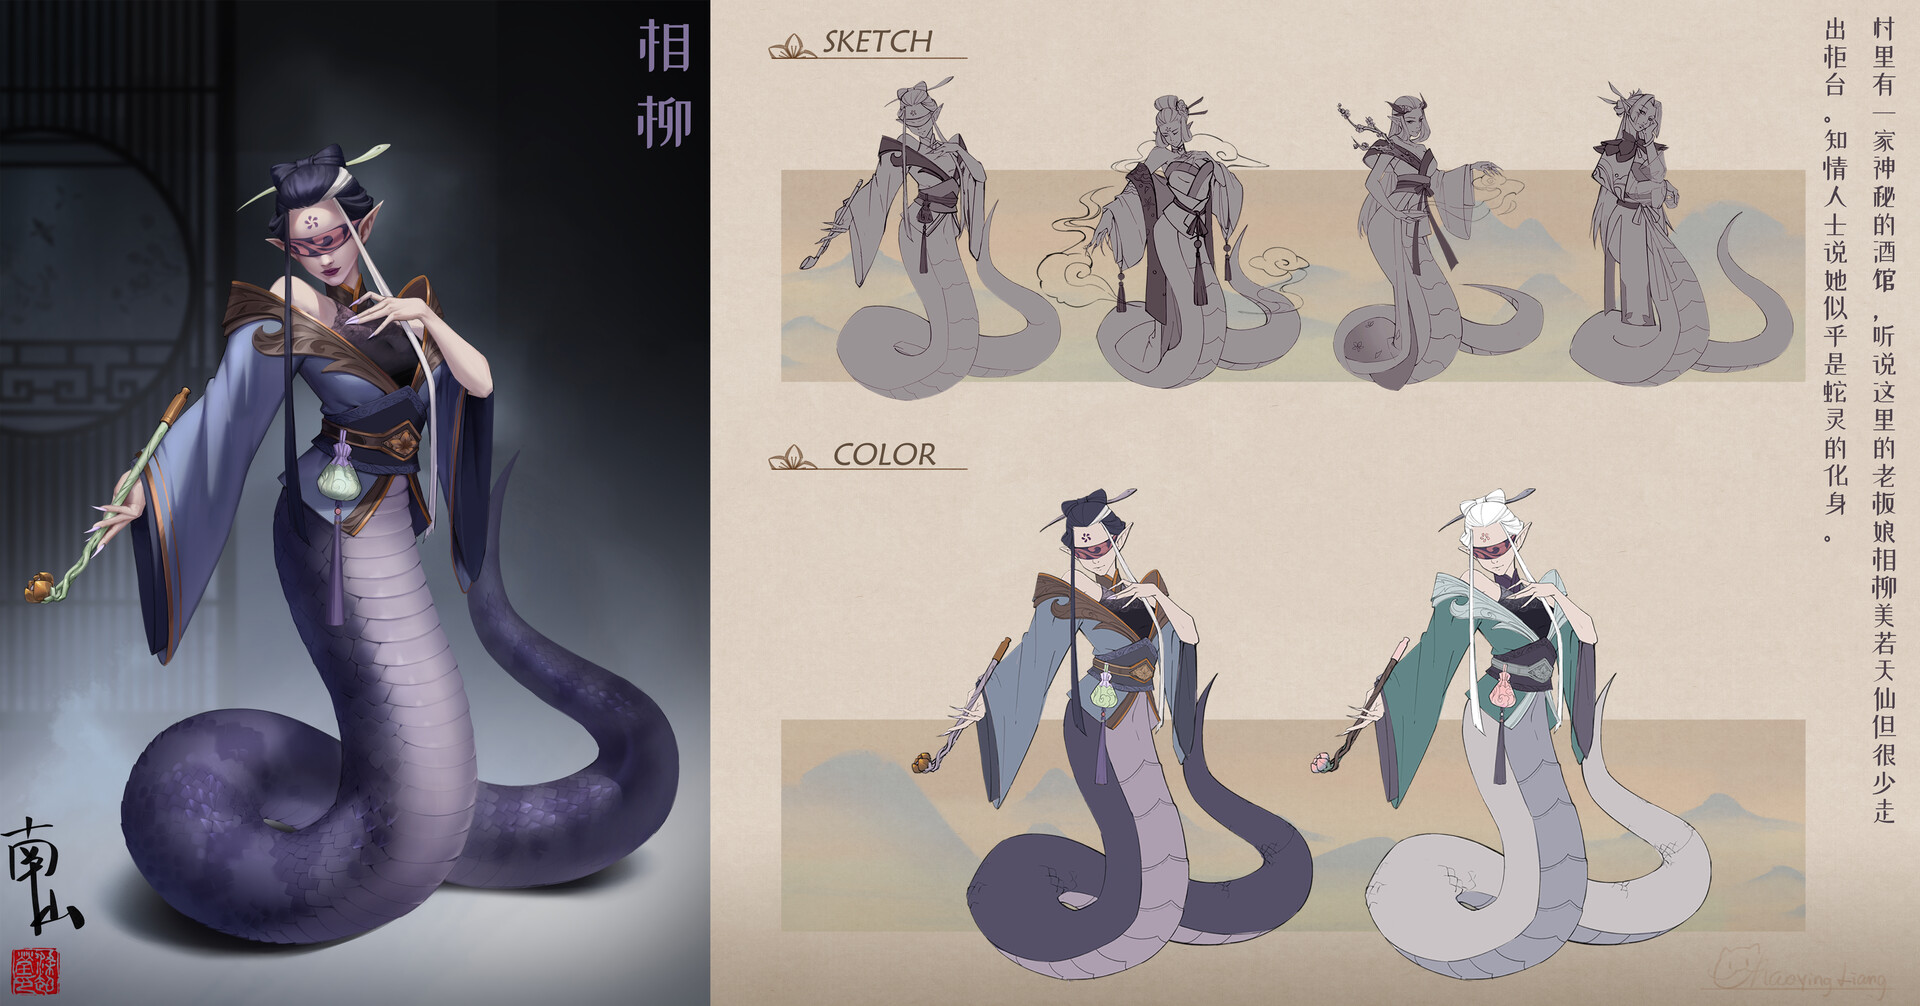 相柳
SKETCH
COLOR
村里有一家神秘的酒馆，听说这里的老板娘相柳美若天仙但很少走
出柜台。知情人士说她似乎是蛇灵的化身。
南山
Xiaoying Liang